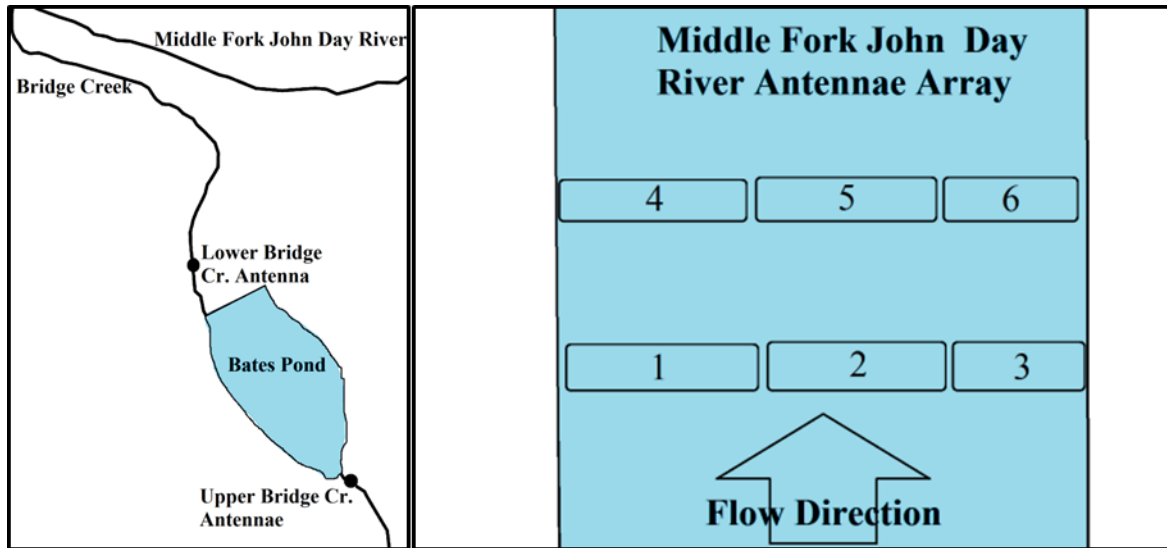 Middle Fork John Day River
Bridge Creek
Lower Bridge
Cr. Antenna
Bates Pond
Upper Bridge Cr.
Antennae
Middle Fork John Day
River Antennae Array
4 5 6
1 2 3
Flow Direction